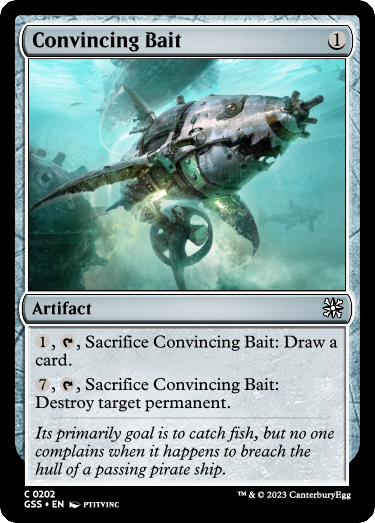 Convincing Bait 1
Artifact
1, , Sacrifice Convincing Bait: Draw a
card.
7, , Sacrifice Convincing Bait:
Destroy target permanent.
Its primarily goal is to catch fish, but no one
complains when it happens to breach the
hull of a passing pirate ship.
C 0202
GSS • EN PTITVINC
™ & © 2023 CanterburyEgg